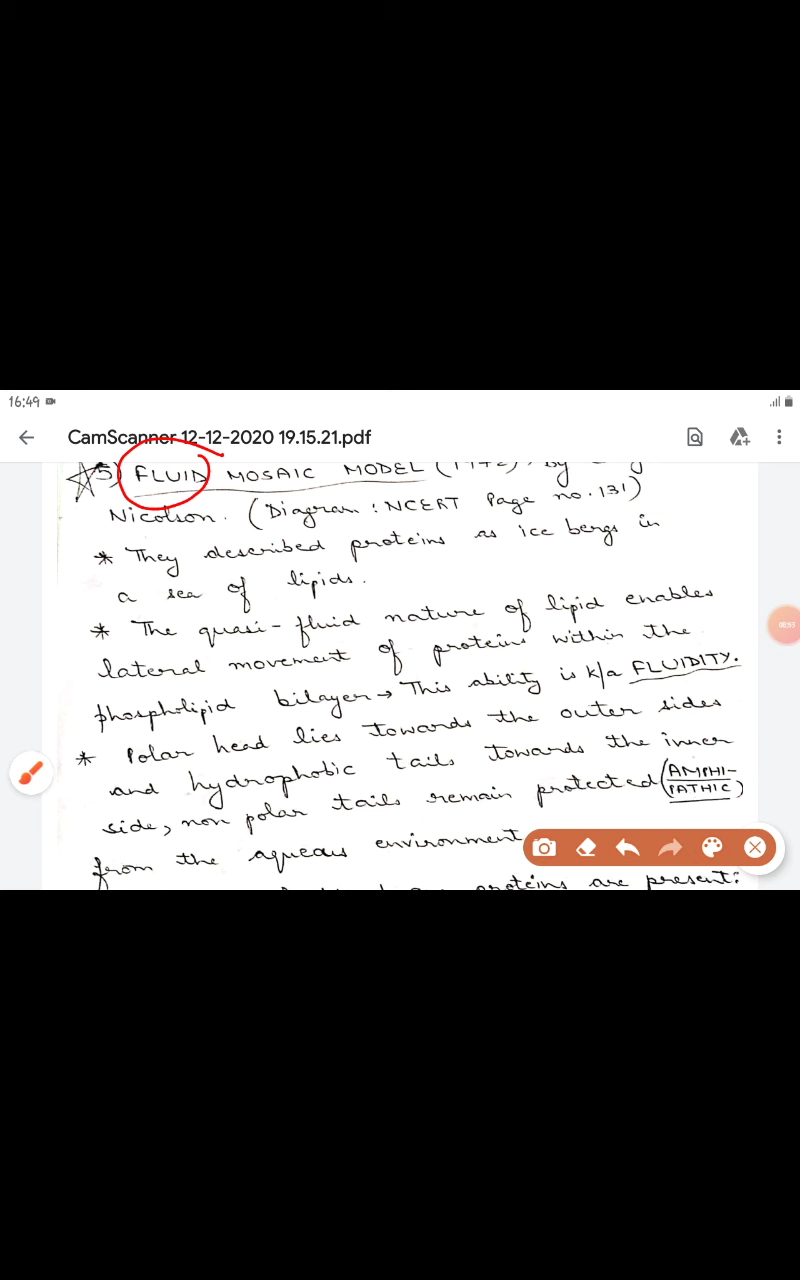 16:49
CamScanner 12-12-2020 19.15.21.pdf
5) FLUID MOSAIC MODEL (1972) by
Nicolson. (Diagram : NCERT Page no. 131)
* They described proteins as ice bergs in
a sea of lipids.
* The quasi-fluid nature of lipid enables
lateral movement of proteins within the
phospholipid bilayer → This ability is k/a FLUIDITY.
* Polar head lies towards the outer sides
and hydrophobic tails towards the inner
side, non polar tails remain protected (AMPHI-
PATHIC)
from the aqueous environment
proteins are present: